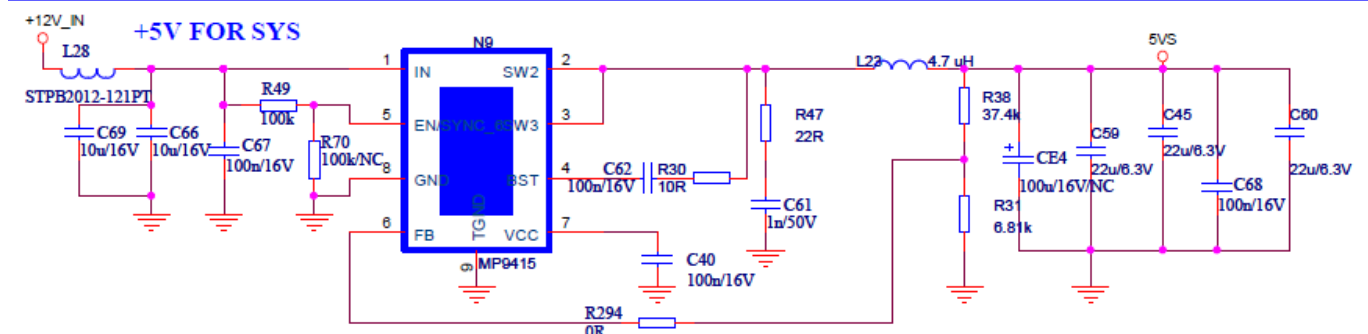 +12V_IN
+5V FOR SYS
L28
STPB2012-121PT
C69
10u/16V
C66
10u/16V
C67
100n/16V
R49
100k
R70
100k/NC
N9
1
IN
SW2
2
5
EN/SYNC_6SW3
3
8
GND
BST
4
6
FB
TGND
VCC
7
9
MP9415
C62
100n/16V
R30
10R
R47
22R
C61
1n/50V
C40
100n/16V
R294
0R
L23
4.7 uH
R38
37.4k
R31
6.81k
+
CE4
100u/16V/NC
C59
22u/6.3V
5VS
C45
22u/6.3V
C68
100n/16V
C60
22u/6.3V